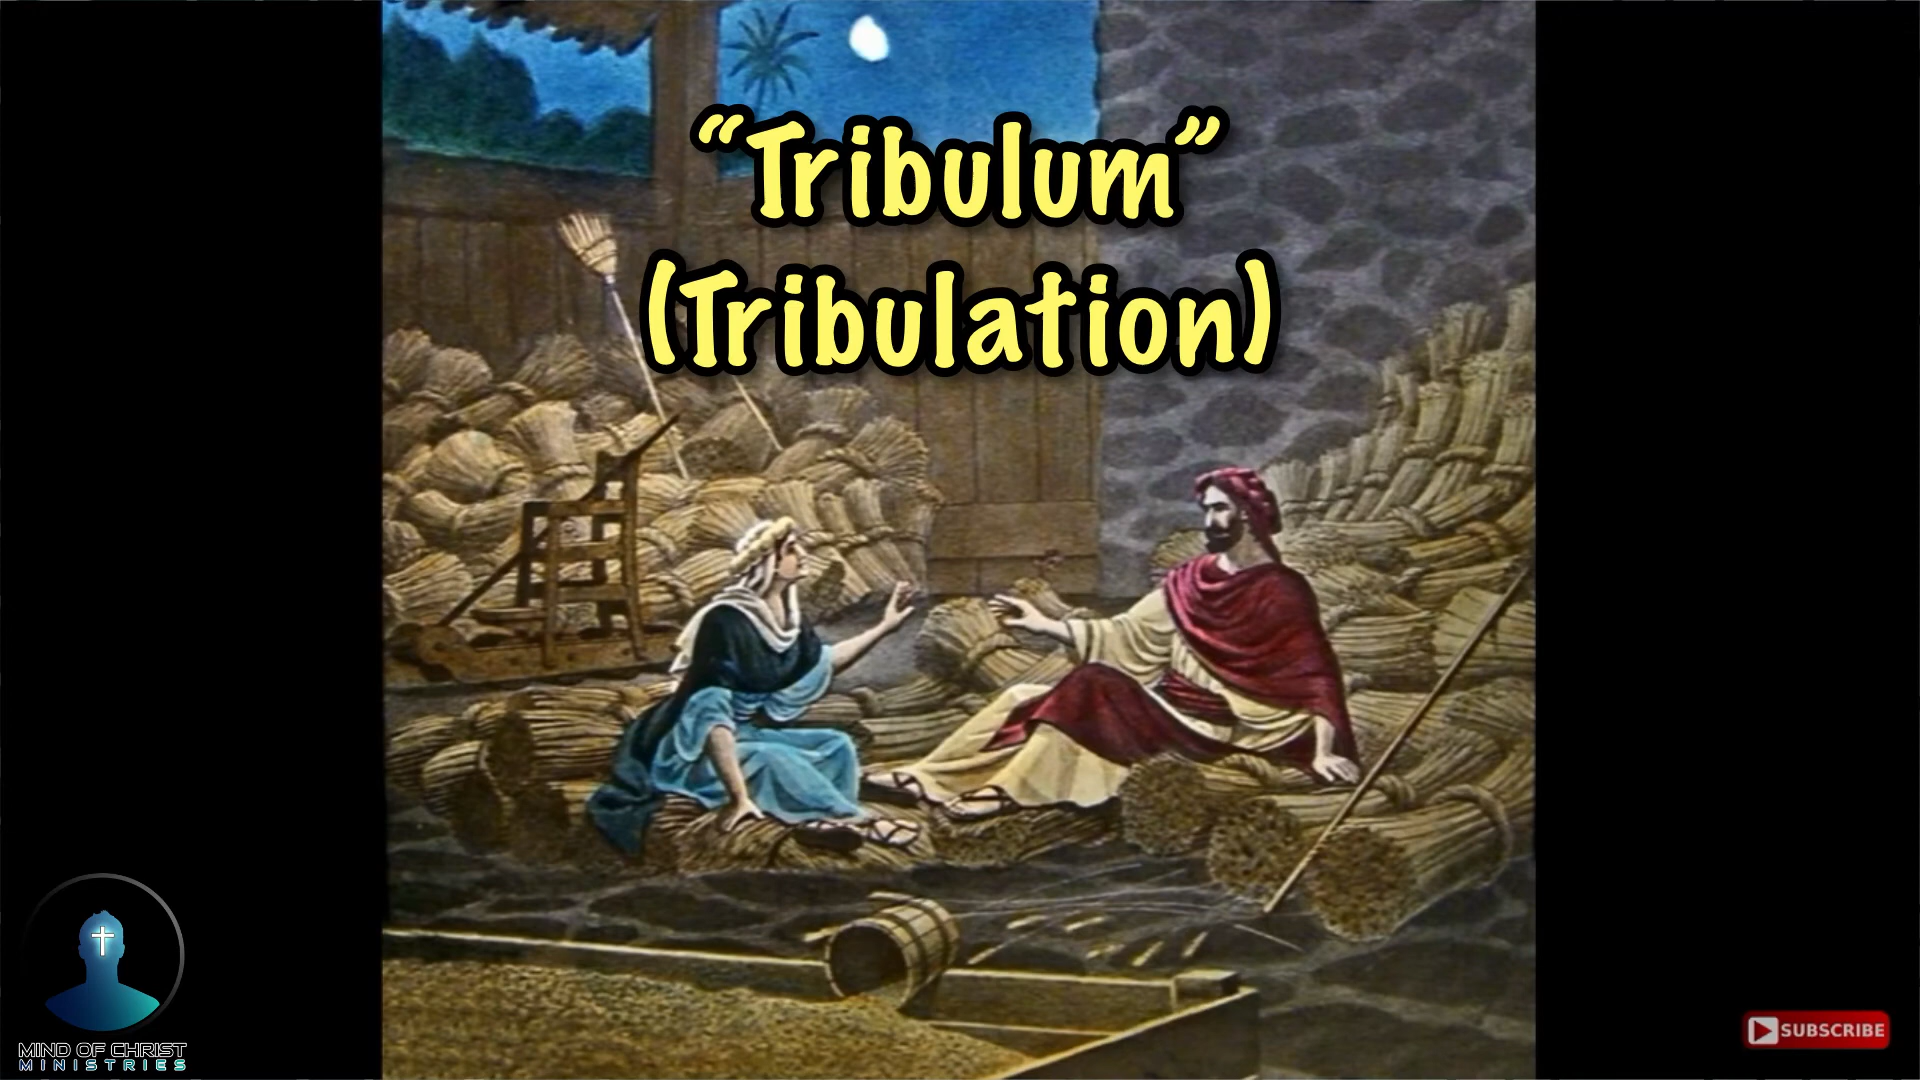 “Tribulum”
(Tribulation)
MIND OF CHRIST
MINISTRIES
SUBSCRIBE